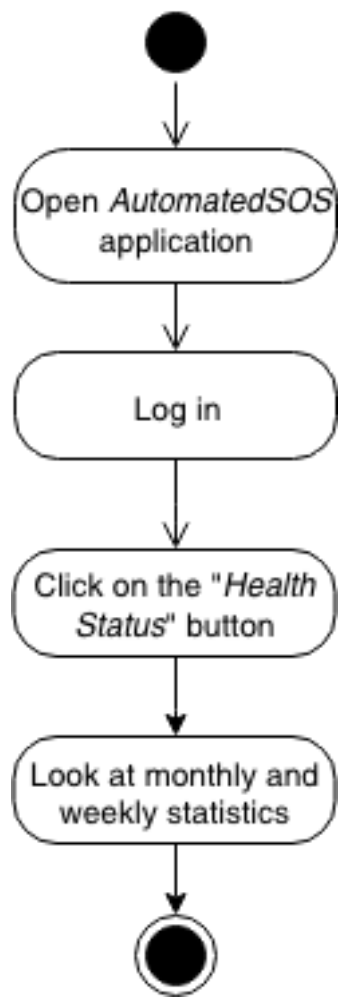 Open AutomatedSOS
application
Log in
Click on the "Health
Status" button
Look at monthly and
weekly statistics